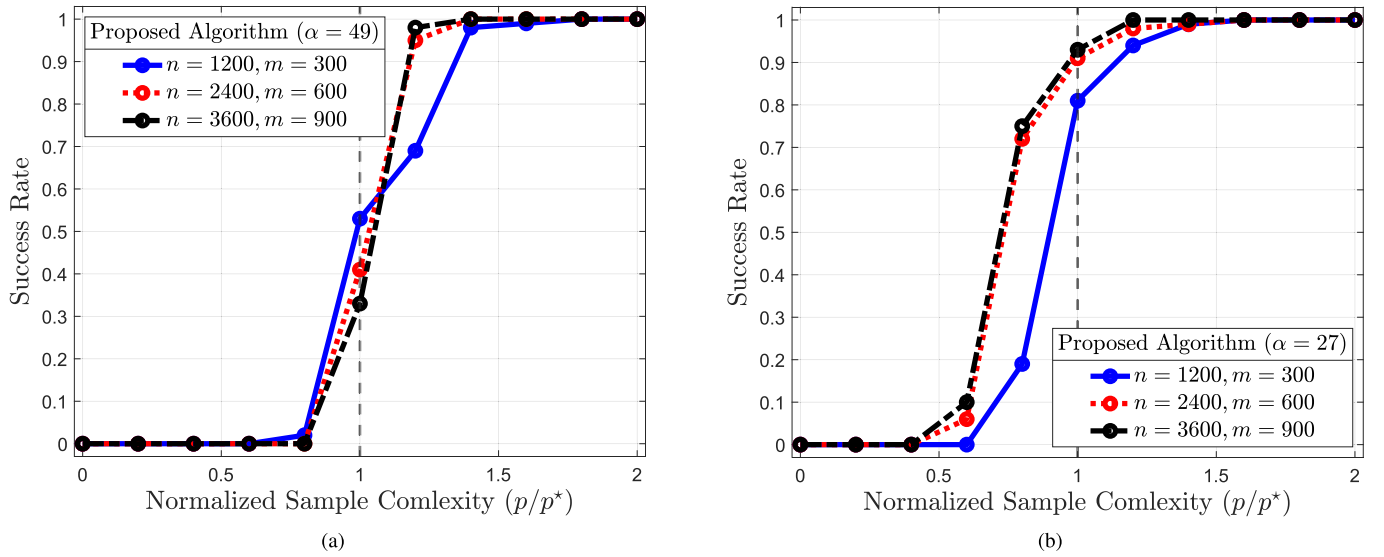 Proposed Algorithm (α = 49)
n = 1200, m = 300
n = 2400, m = 600
n = 3600, m = 900
1
0.9
0.8
0.7
0.6
0.5
0.4
0.3
0.2
0.1
0
Success Rate
0
0.5
1
1.5
2
Normalized Sample Comlexity (p/p⋆)
(a)
1
0.9
0.8
0.7
0.6
0.5
0.4
0.3
0.2
0.1
0
Success Rate
Proposed Algorithm (α = 27)
n = 1200, m = 300
n = 2400, m = 600
n = 3600, m = 900
0
0.5
1
1.5
2
Normalized Sample Comlexity (p/p⋆)
(b)